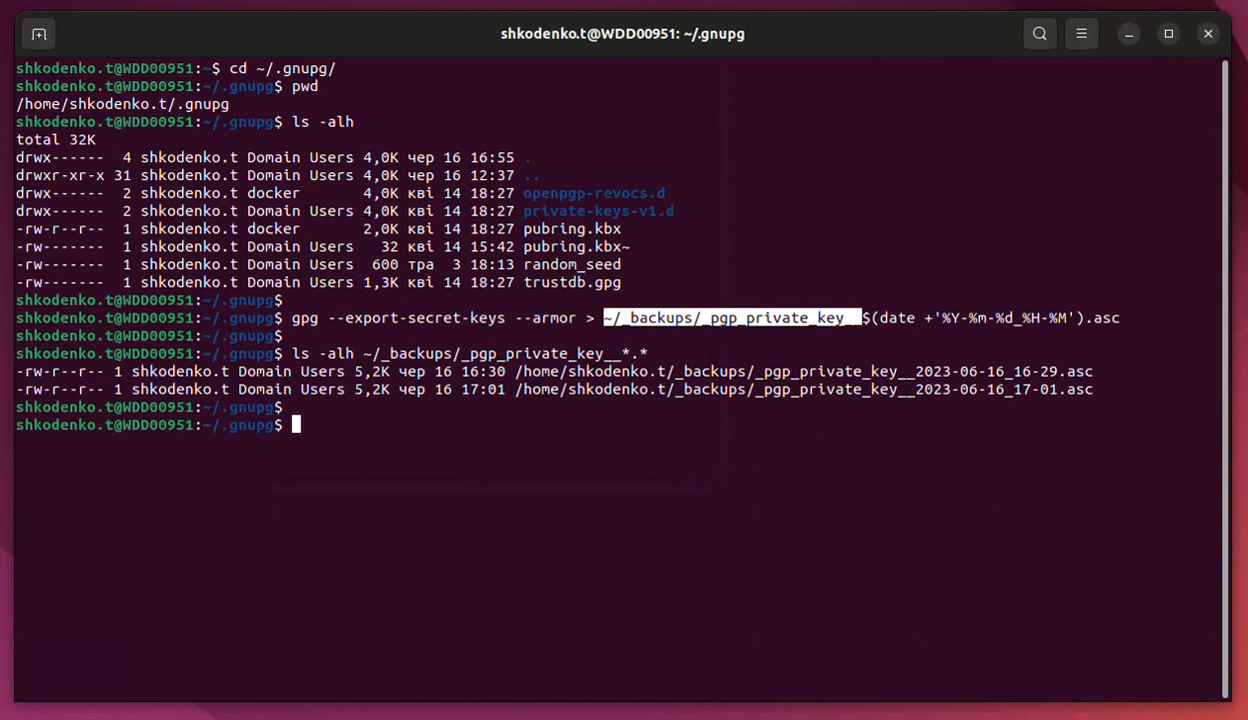 shkodenko.t@WDD00951: ~/.gnupg
shkodenko.t@WDD00951:~$ cd ~/.gnupg/
shkodenko.t@WDD00951:~/.gnupg$ pwd
/home/shkodenko.t/.gnupg
shkodenko.t@WDD00951:~/.gnupg$ ls -alh
total 32K
drwx------  4 shkodenko.t Domain Users 4,0K чер 16 16:55 .
drwxr-xr-x 31 shkodenko.t Domain Users 4,0K чер 16 12:37 ..
drwx------  2 shkodenko.t docker       4,0K кві 14 18:27 openpgp-revocs.d
drwx------  2 shkodenko.t Domain Users 4,0K кві 14 18:27 private-keys-v1.d
-rw-r--r--  1 shkodenko.t docker       2,0K кві 14 18:27 pubring.kbx
-rw-------  1 shkodenko.t Domain Users   32 кві 14 15:42 pubring.kbx~
-rw-------  1 shkodenko.t Domain Users  600 тра  3 18:13 random_seed
-rw-------  1 shkodenko.t Domain Users 1,3K кві 14 18:27 trustdb.gpg
shkodenko.t@WDD00951:~/.gnupg$
shkodenko.t@WDD00951:~/.gnupg$ gpg --export-secret-keys --armor > ~/_backups/_pgp_private_key__$(date +'%Y-%m-%d_%H-%M').asc
shkodenko.t@WDD00951:~/.gnupg$
shkodenko.t@WDD00951:~/.gnupg$ ls -alh ~/_backups/_pgp_private_key__*.*
-rw-r--r-- 1 shkodenko.t Domain Users 5,2K чер 16 16:30 /home/shkodenko.t/_backups/_pgp_private_key__2023-06-16_16-29.asc
-rw-r--r-- 1 shkodenko.t Domain Users 5,2K чер 16 17:01 /home/shkodenko.t/_backups/_pgp_private_key__2023-06-16_17-01.asc
shkodenko.t@WDD00951:~/.gnupg$
shkodenko.t@WDD00951:~/.gnupg$